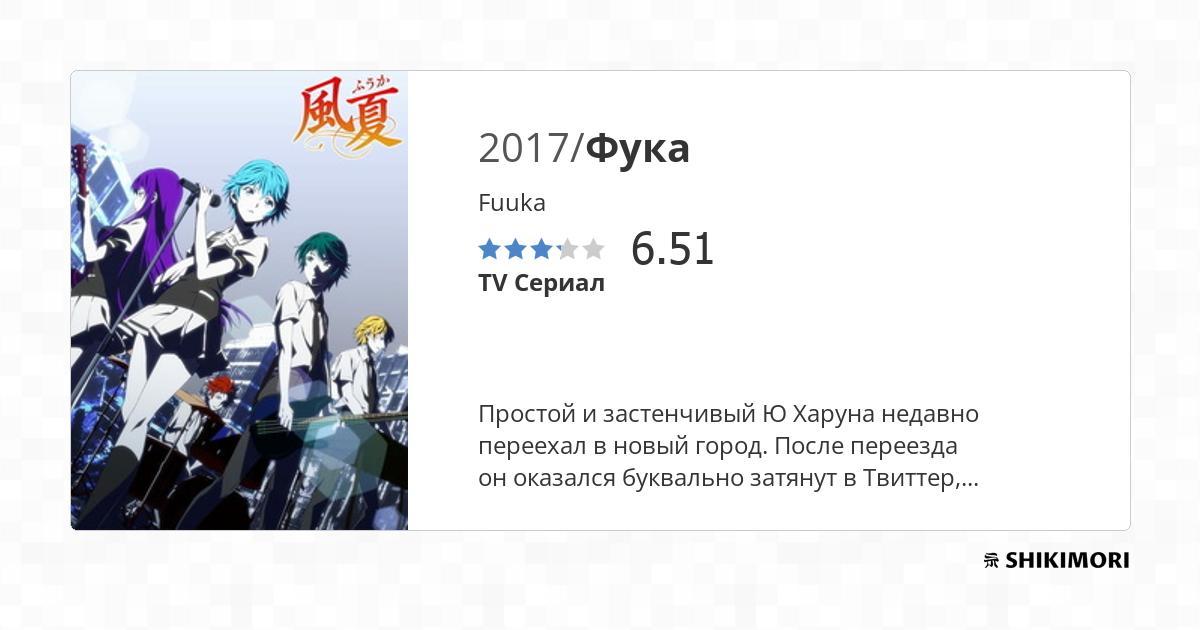 ふうか
風夏
2017/Фука
Fuuka
6.51
TV Сериал
Простой и застенчивый Ю Харуна недавно
переехал в новый город. После переезда
он оказался буквально затянут в Твиттер,...
SHIKIMORI